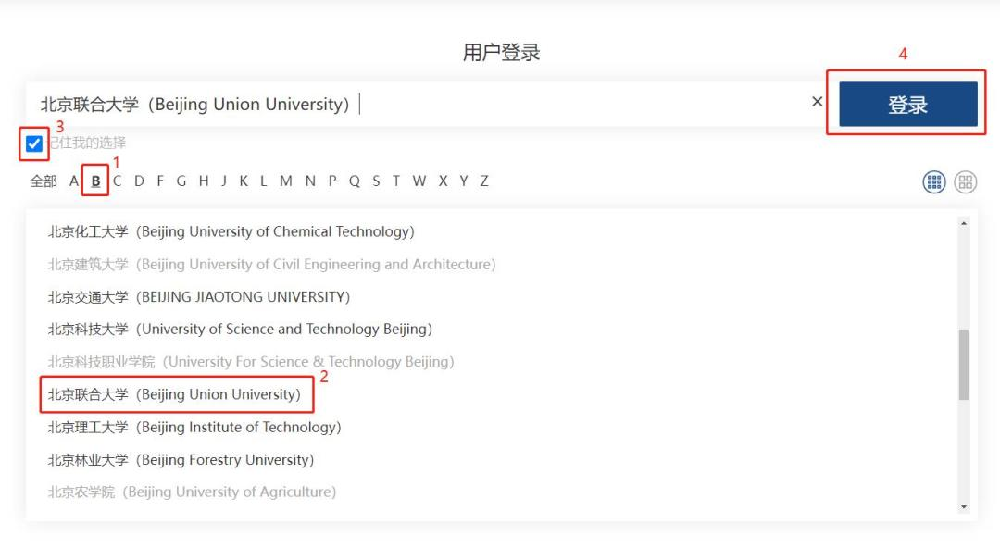 用户登录
4
北京联合大学（Beijing Union University）
×
登录
3
记住我的选择
1
全部 A B C D F G H J K L M N P Q S T W X Y Z
北京化工大学（Beijing University of Chemical Technology）
北京建筑大学（Beijing University of Civil Engineering and Architecture）
北京交通大学（BEIJING JIAOTONG UNIVERSITY）
北京科技大学（University of Science and Technology Beijing）
北京科技职业学院（University For Science & Technology Beijing）
2
北京联合大学（Beijing Union University）
北京理工大学（Beijing Institute of Technology）
北京林业大学（Beijing Forestry University）
北京农学院（Beijing University of Agriculture）